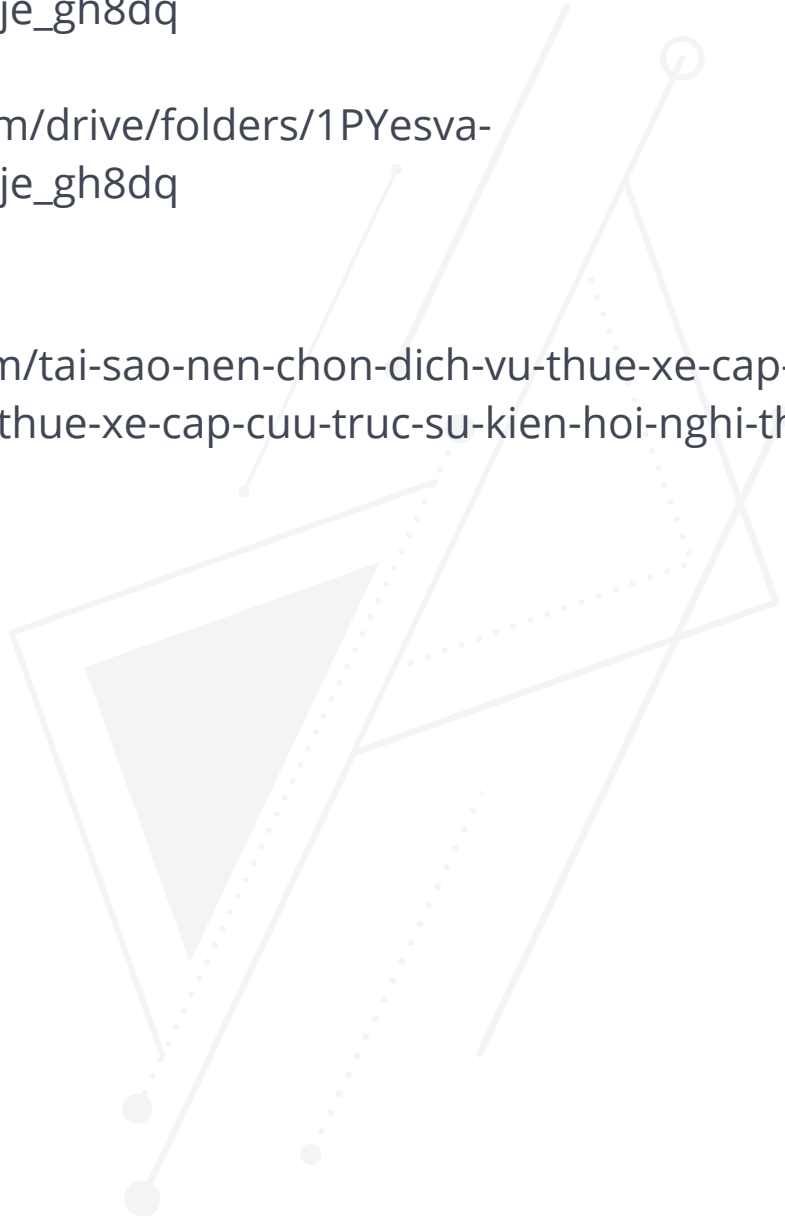 je_gh8dq
m/drive/folders/1PYesva-
je_gh8dq
m/tai-sao-nen-chon-dich-vu-thue-xe-cap-
thue-xe-cap-cuu-truc-su-kien-hoi-nghi-th